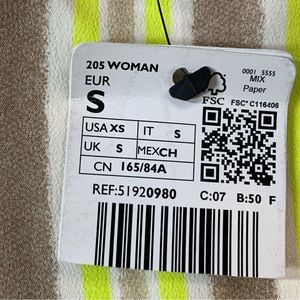 205 WOMAN
EUR
S
0001 5555
MIX
Paper
FSC
FSC® C116406
USA XS IT S
UK S MEX CH
CN 165/84A
REF:51920980 C:07 B:50 F